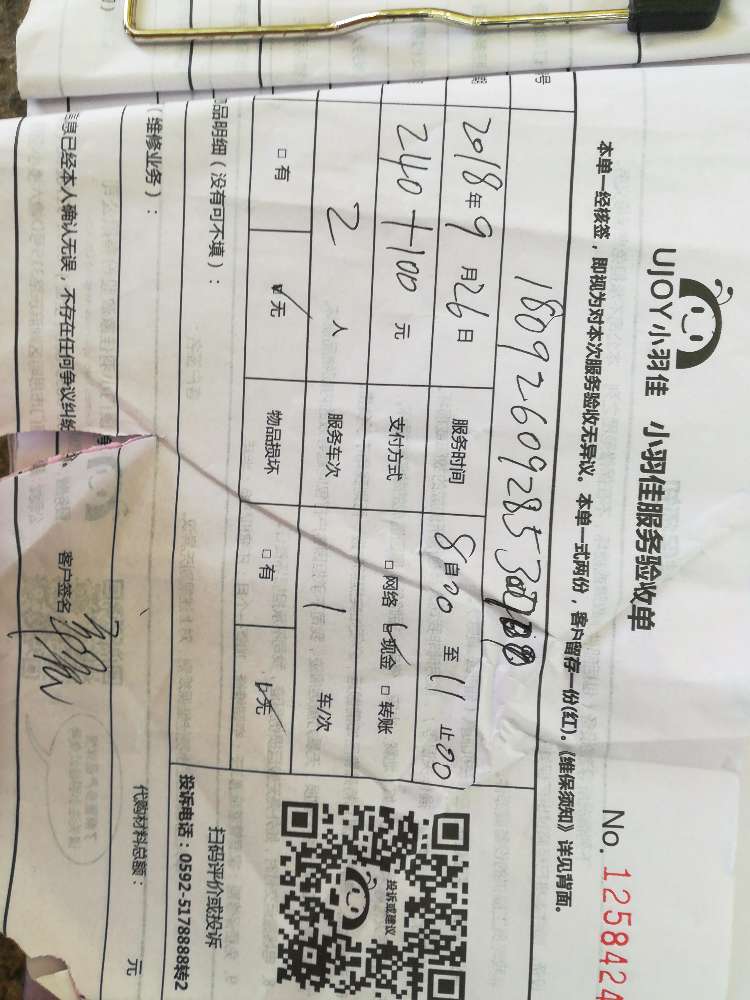 UJOY小羽佳 小羽佳服务验收单
No. 1258424
本单一经核签，即视为对本次服务验收无异议。本单一式两份，客户留存一份(红)。《维保须知》详见背面。
号
2018年9月26日 服务时间 8自00 至 11止00
240+100 元 支付方式 □网络 □现金 □转账
2 人 服务车次 1 车/次
□有 □无 物品损坏 □有 □无
品明细（没有可不填）：
投诉或建议
扫码评价或投诉
投诉电话：0592-5178888转2
（维修业务）：
代购材料总额： 元
息已经本人确认无误，不存在任何争议纠纷
客户签名